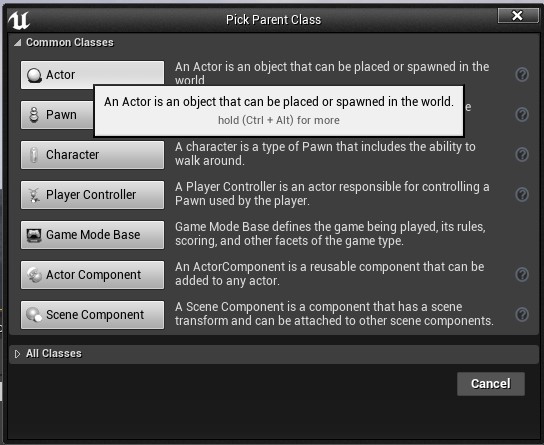 Pick Parent Class
Common Classes
Actor
An Actor is an object that can be placed or spawned in the
world
An Actor is an object that can be placed or spawned in the world.
hold (Ctrl + Alt) for more
Pawn
Character
A character is a type of Pawn that includes the ability to
walk around.
Player Controller
A Player Controller is an actor responsible for controlling a
Pawn used by the player.
Game Mode Base
Game Mode Base defines the game being played, its rules,
scoring, and other facets of the game type.
Actor Component
An ActorComponent is a reusable component that can be
added to any actor.
Scene Component
A Scene Component is a component that has a scene
transform and can be attached to other scene components.
All Classes
Cancel